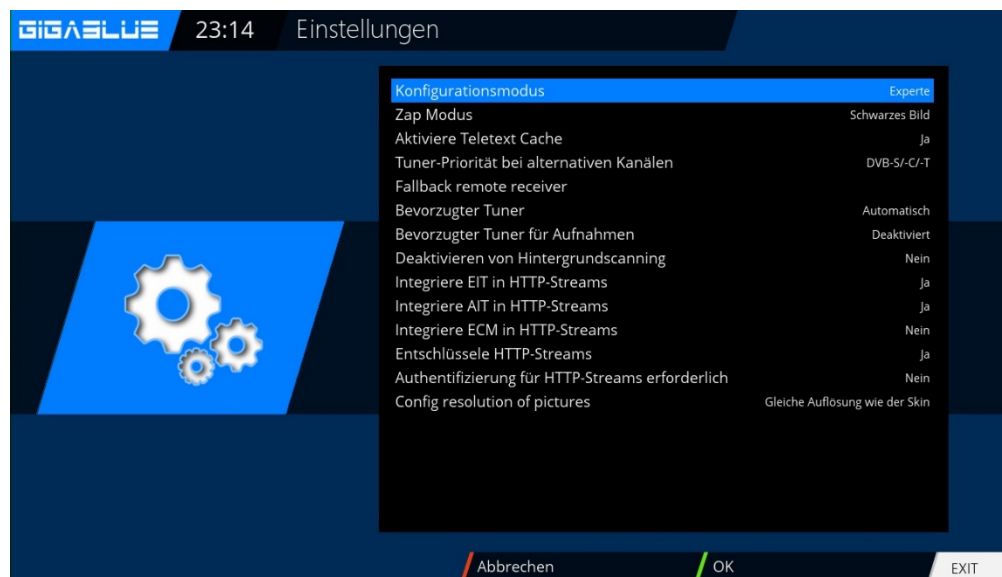 GIGABLUE 23:14 Einstellungen
Konfigurationsmodus Experte
Zap Modus Schwarzes Bild
Aktiviere Teletext Cache Ja
Tuner-Priorität bei alternativen Kanälen DVB-S/-C/-T
Fallback remote receiver
Bevorzugter Tuner Automatisch
Bevorzugter Tuner für Aufnahmen Deaktiviert
Deaktivieren von Hintergrundscanning Nein
Integriere EIT in HTTP-Streams Ja
Integriere AIT in HTTP-Streams Ja
Integriere ECM in HTTP-Streams Nein
Entschlüssele HTTP-Streams Ja
Authentifizierung für HTTP-Streams erforderlich Nein
Config resolution of pictures Gleiche Auflösung wie der Skin
Abbrechen OK EXIT